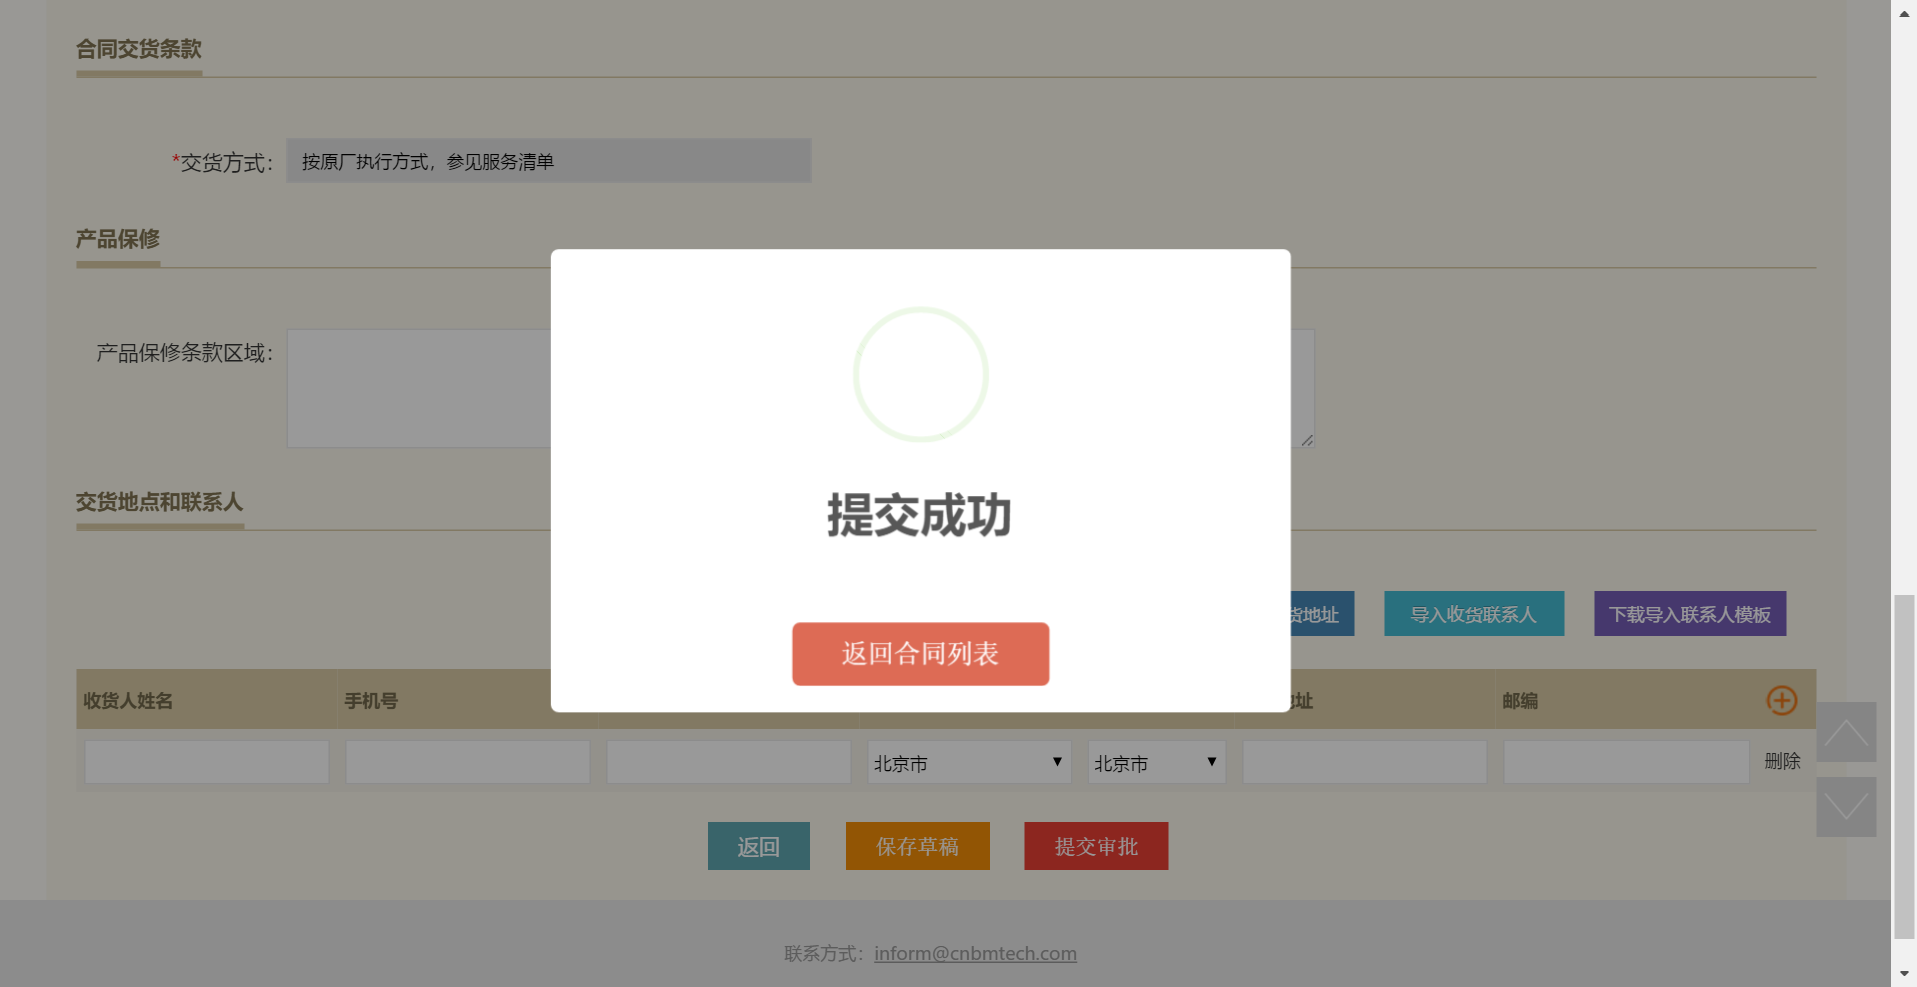 合同交货条款
*交货方式：
按原厂执行方式，参见服务清单
产品保修
产品保修条款区域：
提交成功
返回合同列表
交货地点和联系人
货地址
导入收货联系人
下载导入联系人模板
收货人姓名
手机号
址
邮编
北京市
北京市
删除
返回
保存草稿
提交审批
联系方式：inform@cnbmtech.com